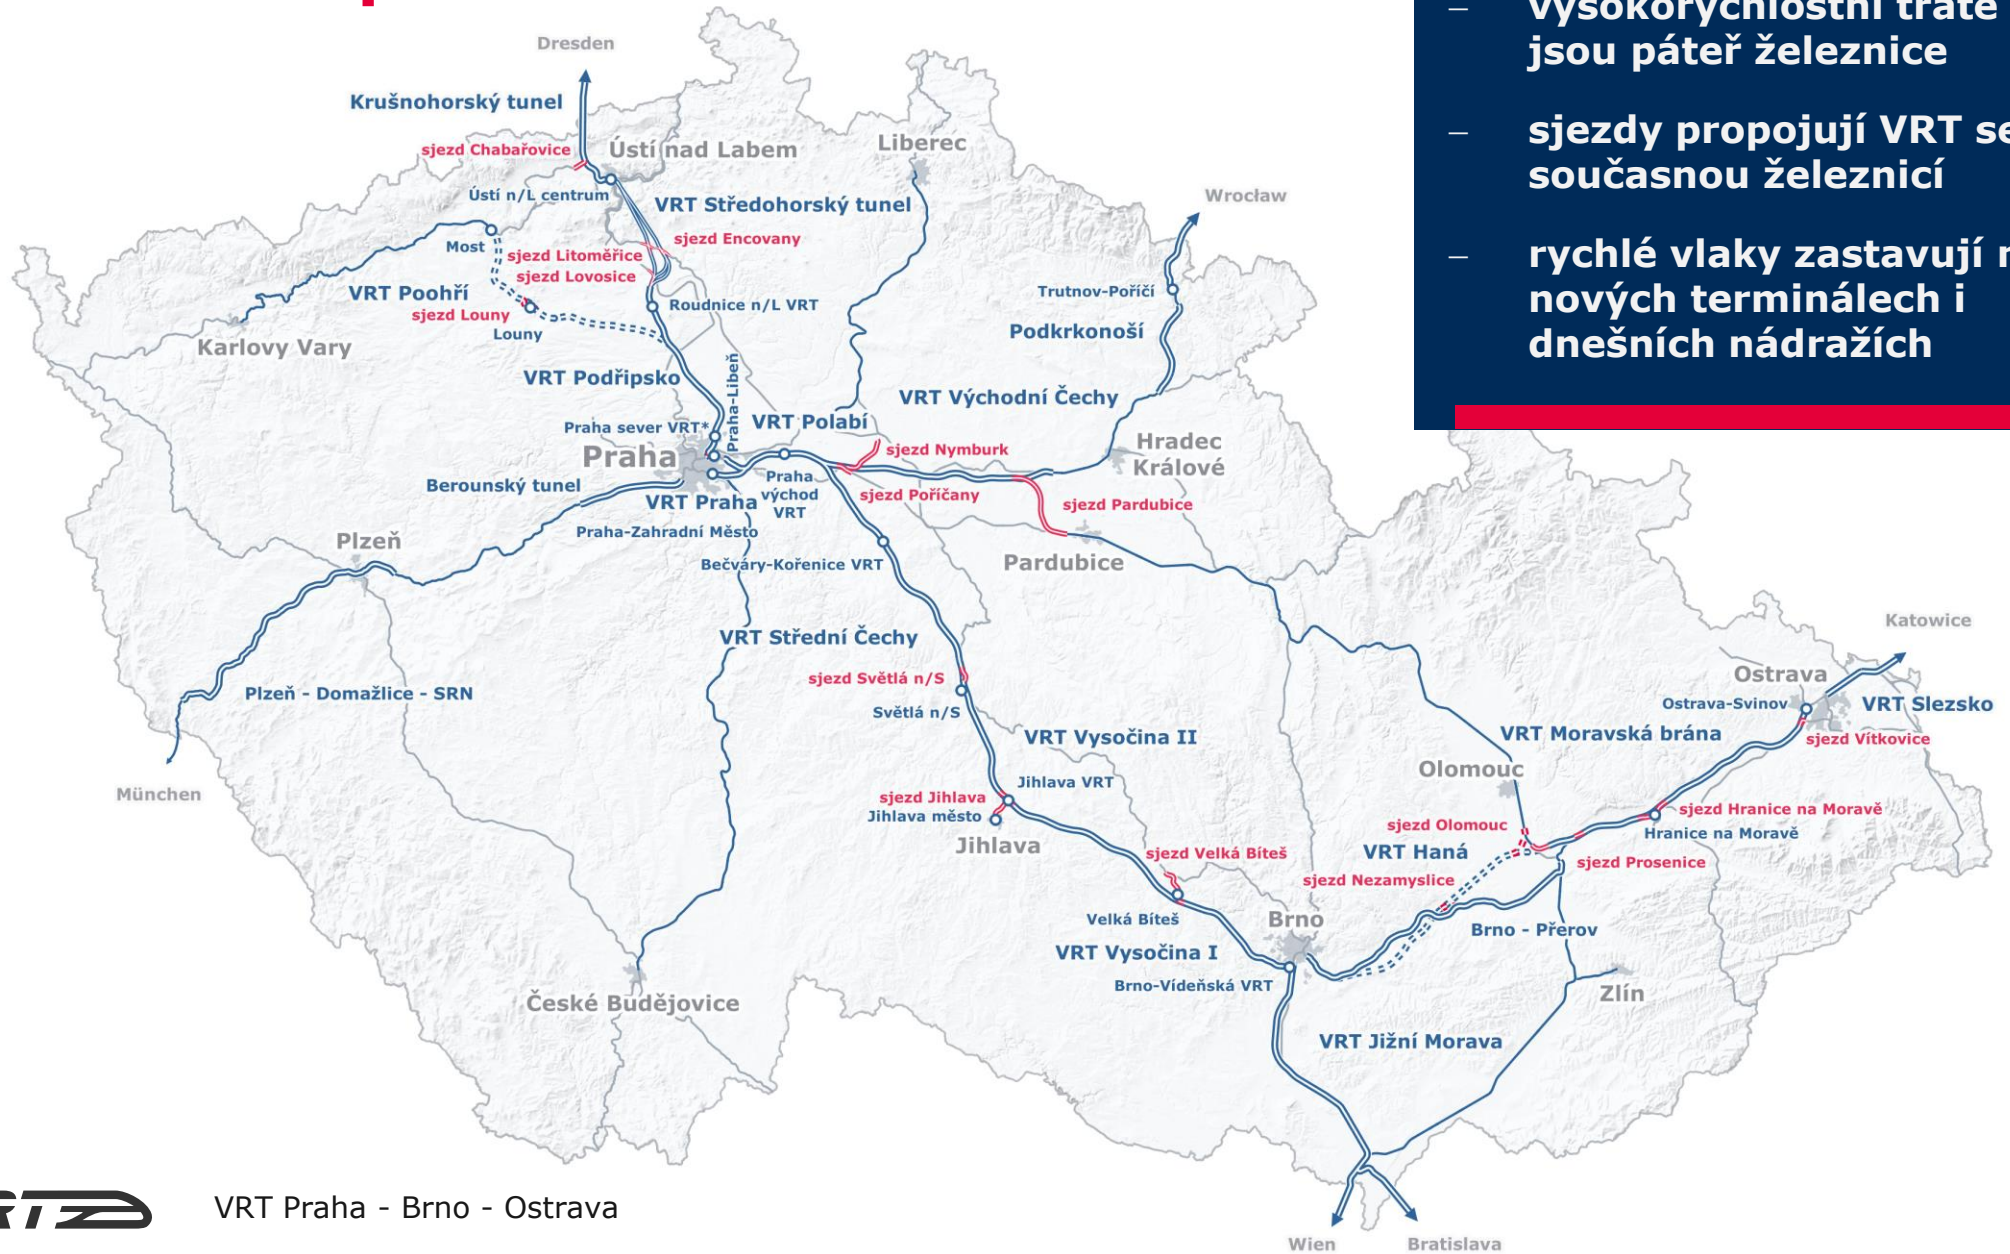 vysokorychlostní tratě
jsou páteř železnice
sjezdy propojují VRT se
současnou železnicí
rychlé vlaky zastavují
nových terminálech i
dnešních nádražích
Dresden
Krušnohorský tunel
sjezd Chabařovice
Ústí nad Labem
Liberec
Ústí n/L centrum
VRT Středohorský tunel
Wrocław
Most
sjezd Encovany
sjezd Litoměřice
sjezd Lovosice
VRT Poohří
sjezd Louny
Louny
Roudnice n/L VRT
Trutnov-Poříčí
Podkrkonoší
Karlovy Vary
VRT Podřipsko
Praha-Libeň
VRT Východní Čechy
Praha sever VRT*
VRT Polabí
Praha
sjezd Nymburk
Hradec
Králové
Berounský tunel
VRT Praha
Praha
východ
VRT
sjezd Poříčany
sjezd Pardubice
Praha-Zahradní Město
Plzeň
Bečváry-Kořenice VRT
Pardubice
VRT Střední Čechy
Katowice
sjezd Světlá n/S
Ostrava
Plzeň - Domažlice - SRN
Světlá n/S
Ostrava-Svinov
VRT Slezsko
VRT Vysočina II
VRT Moravská brána
sjezd Vítkovice
München
Jihlava VRT
Olomouc
sjezd Jihlava
Jihlava město
Jihlava
sjezd Hranice na Moravě
Hranice na Moravě
sjezd Olomouc
VRT Haná
sjezd Velká Bíteš
sjezd Prosenice
sjezd Nezamyslice
Velká Bíteš
Brno
Brno - Přerov
VRT Vysočina I
Brno-Vídeňská VRT
České Budějovice
Zlín
VRT Jižní Morava
VRT Praha - Brno - Ostrava
Wien
Bratislava